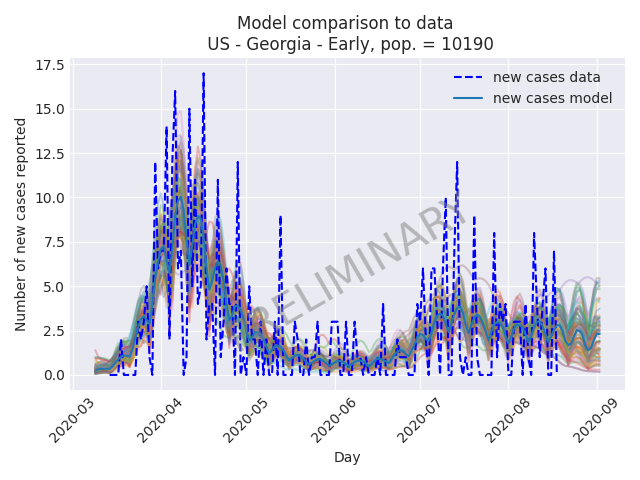 Model comparison to data
US - Georgia - Early, pop. = 10190
17.5
15.0
12.5
10.0
7.5
5.0
2.5
0.0
Number of new cases reported
new cases data
new cases model
PRELIMINARY
2020-03
2020-04
2020-05
2020-06
2020-07
2020-08
2020-09
Day